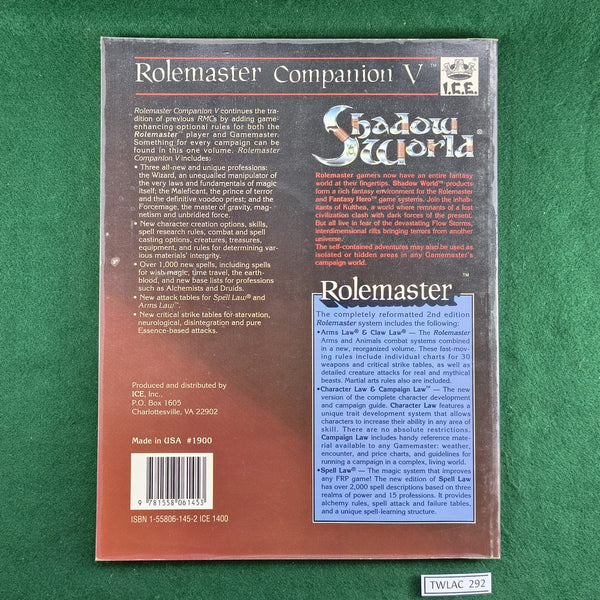 Rolemaster Companion V™
I.C.E.
Rolemaster Companion V continues the tra-
dition of previous RMCs by adding game
enhancing optional rules for both the
Rolemaster™ player and Gamemaster.
Something for every campaign can be
found in this one volume. Rolemaster
Companion V includes:
• Three all-new and unique professions:
the Wizard, an unequalled manipulator of
the very laws and fundamentals of magic
itself; the Maleficent, the prince of terror
and the definitive voodoo priest; and the
Forcemage, the master of gravity, mag-
netism and unbridled force.
• New character creation options, skills,
spell research rules, combat and spell
casting options, creatures, treasures,
equipment, and rules for determining var-
ious materials' intergrity.
• Over 1,000 new spells, including spells
for wish magic, time travel, the earth-
blood, and new base lists for professions
such as Alchemists and Druids.
• New attack tables for Spell Law® and
Arms Law™.
• New critical strike tables for starvation,
neurological, disintegration and pure
Essence-based attacks.
Produced and distributed by
ICE, Inc.,
P.O. Box 1605
Charlottesville, VA 22902
Made in USA #1900
9 781558 061453
ISBN 1-55806-145-2 ICE 1400
Shadow
World®
Rolemaster gamers now have an entire fantasy
world at their fingertips. Shadow World™ products
form a rich fantasy environment for the Rolemaster
and Fantasy Hero™ game systems. Join the inhab-
itants of Kulthea, a world where remnants of a lost
civilization clash with dark forces of the present.
But all live in fear of the devastating Flow Storms,
interdimensional rifts bringing terrors from another
universe.
The self-contained adventures may also be used as
isolated or hidden areas in any Gamemaster's
campaign world.
Rolemaster™
The completely reformatted 2nd edition
Rolemaster system includes the following:
•Arms Law® & Claw Law® — The Rolemaster
Arms and Animals combat systems combined
in a new, reorganized volume. These fast-mov-
ing rules include individual charts for 30
weapons and critical strike tables, as well as
detailed creature attacks for real and mythical
beasts. Martial arts rules also are included.
•Character Law & Campaign Law™ — The new
version of the complete character development
and campaign guide. Character Law features a
unique trait development system that allows
characters to increase their ability in any area of
skill. There are no absolute restrictions.
Campaign Law includes handy reference mate-
rial available to any Gamemaster: weather,
encounter, and price charts, and guidelines for
running a campaign in a complex, living world.
•Spell Law® — The magic system that improves
any FRP game! The new edition of Spell Law
has over 2,000 spell descriptions based on three
realms of power and 15 professions. It provides
alchemy rules, spell attack and failure tables,
and a unique spell-learning structure.
TWLAC 292